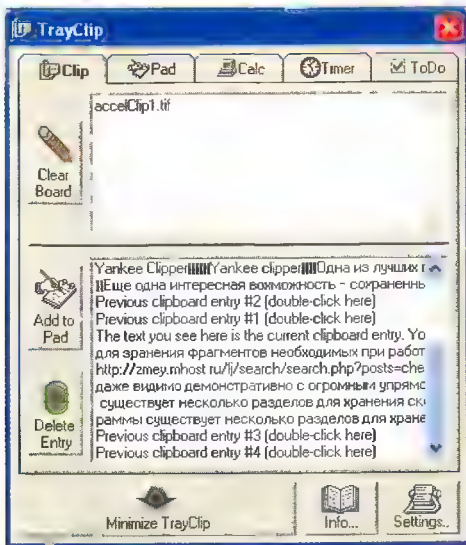 TrayClip
Clip Pad Calc Timer ToDo
accelClip1.tif
Clear
Board
Yankee Clipper||||||(Yankee clipper||||||Одна из лучших
||Еще одна интересная возможность - сохраненнь
Previous clipboard entry #2 (double-click here)
Previous clipboard entry #1 (double-click here)
The text you see here is the current clipboard entry. Yo
для зранения фрагментов необходимых при работ
http://zmey.mhost ru/lj/search/search.php?posts=che
даже видимо демонстративно с огромным упрямс
существует несколько разделов для хранения ск
раммы существует несколько разделов для хране
Previous clipboard entry #3 (double-click here)
Previous clipboard entry #4 (double-click here)
Add to
Pad
Delete
Entry
Minimize TrayClip
Info...
Settings..